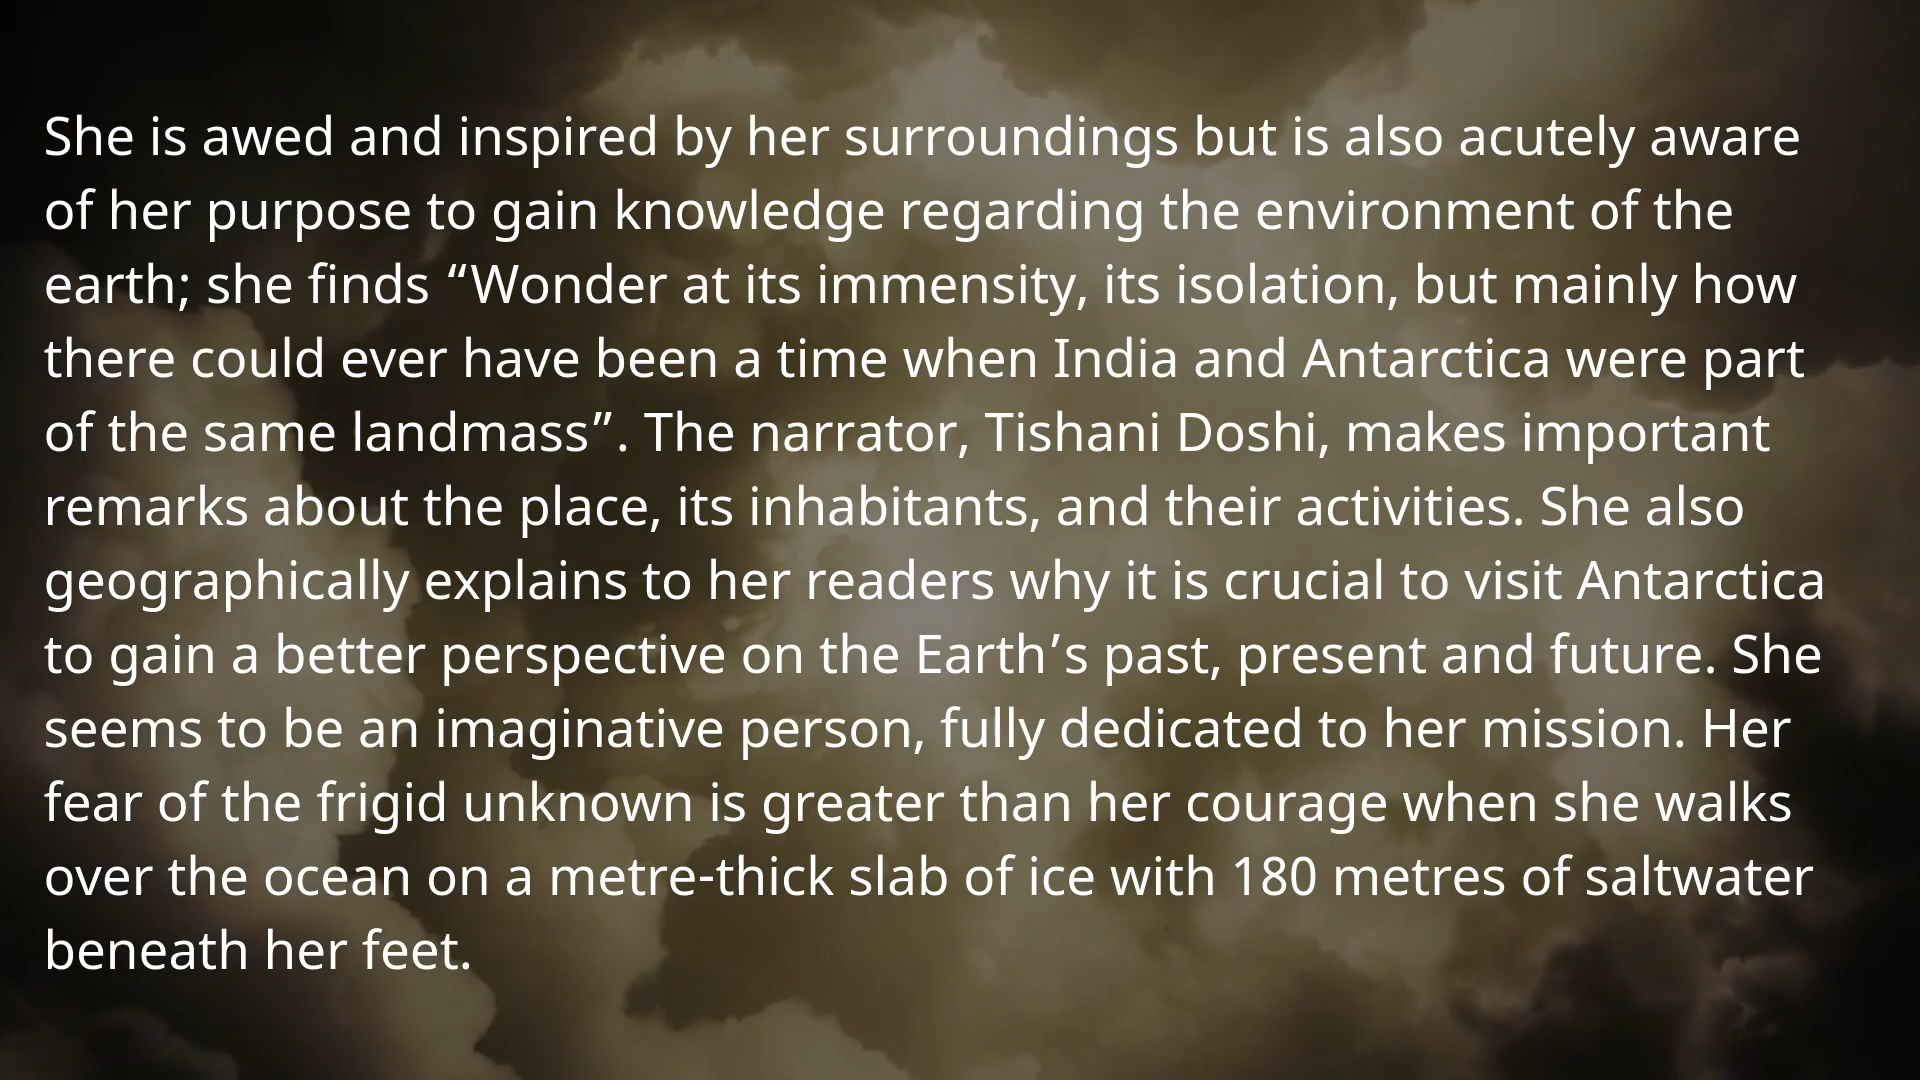 She is awed and inspired by her surroundings but is also acutely aware
of her purpose to gain knowledge regarding the environment of the
earth; she finds “Wonder at its immensity, its isolation, but mainly how
there could ever have been a time when India and Antarctica were part
of the same landmass”. The narrator, Tishani Doshi, makes important
remarks about the place, its inhabitants, and their activities. She also
geographically explains to her readers why it is crucial to visit Antarctica
to gain a better perspective on the Earth’s past, present and future. She
seems to be an imaginative person, fully dedicated to her mission. Her
fear of the frigid unknown is greater than her courage when she walks
over the ocean on a metre-thick slab of ice with 180 metres of saltwater
beneath her feet.